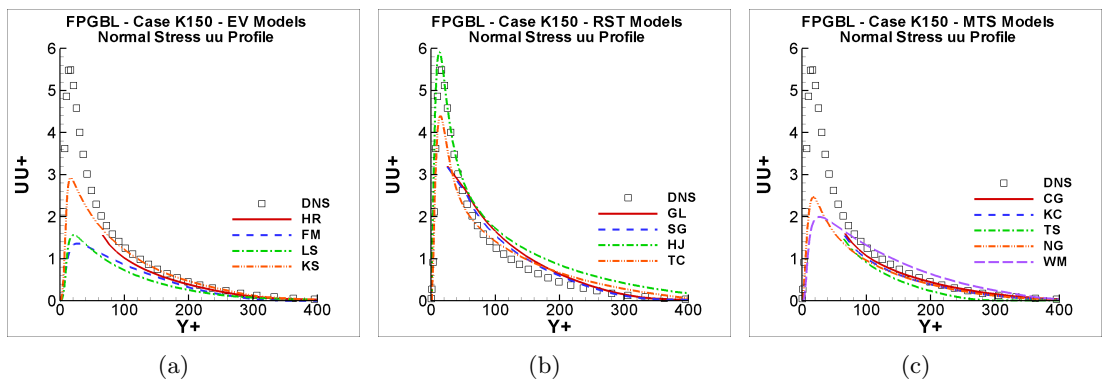 FPGBL - Case K150 - EV Models
Normal Stress uu Profile
UU+
6
5
4
3
2
1
0
0
100
200
300
400
Y+
DNS
HR
FM
LS
KS
(a)
FPGBL - Case K150 - RST Models
Normal Stress uu Profile
UU+
6
5
4
3
2
1
0
0
100
200
300
400
Y+
DNS
GL
SG
HJ
TC
(b)
FPGBL - Case K150 - MTS Models
Normal Stress uu Profile
UU+
6
5
4
3
2
1
0
0
100
200
300
400
Y+
DNS
CG
KC
TS
NG
WM
(c)